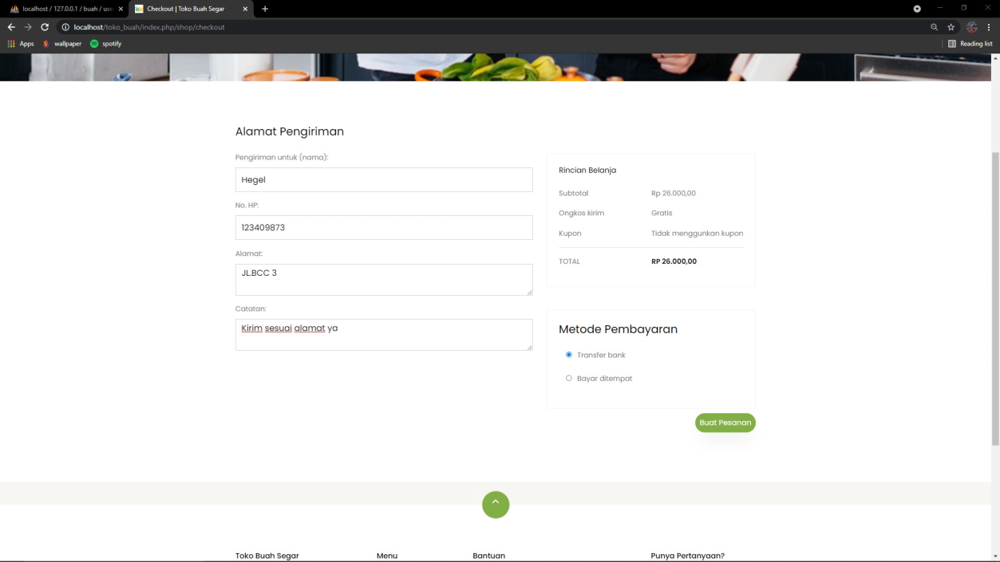 localhost / 127.0.0.1 / buah / use
Checkout | Toko Buah Segar
localhost/toko_buah/index.php/shop/checkout
Apps
wallpaper
spotify
Reading list
Alamat Pengiriman
Pengiriman untuk (nama):
Hegel
No. HP:
123409873
Alamat:
JL.BCC 3
Catatan:
Kirim sesuai alamat ya
Rincian Belanja
Subtotal Rp 26.000,00
Ongkos kirim Gratis
Kupon Tidak menggunkan kupon
TOTAL RP 26.000,00
Metode Pembayaran
Transfer bank
Bayar ditempat
Buat Pesanan
Toko Buah Segar Menu Bantuan Punya Pertanyaan?